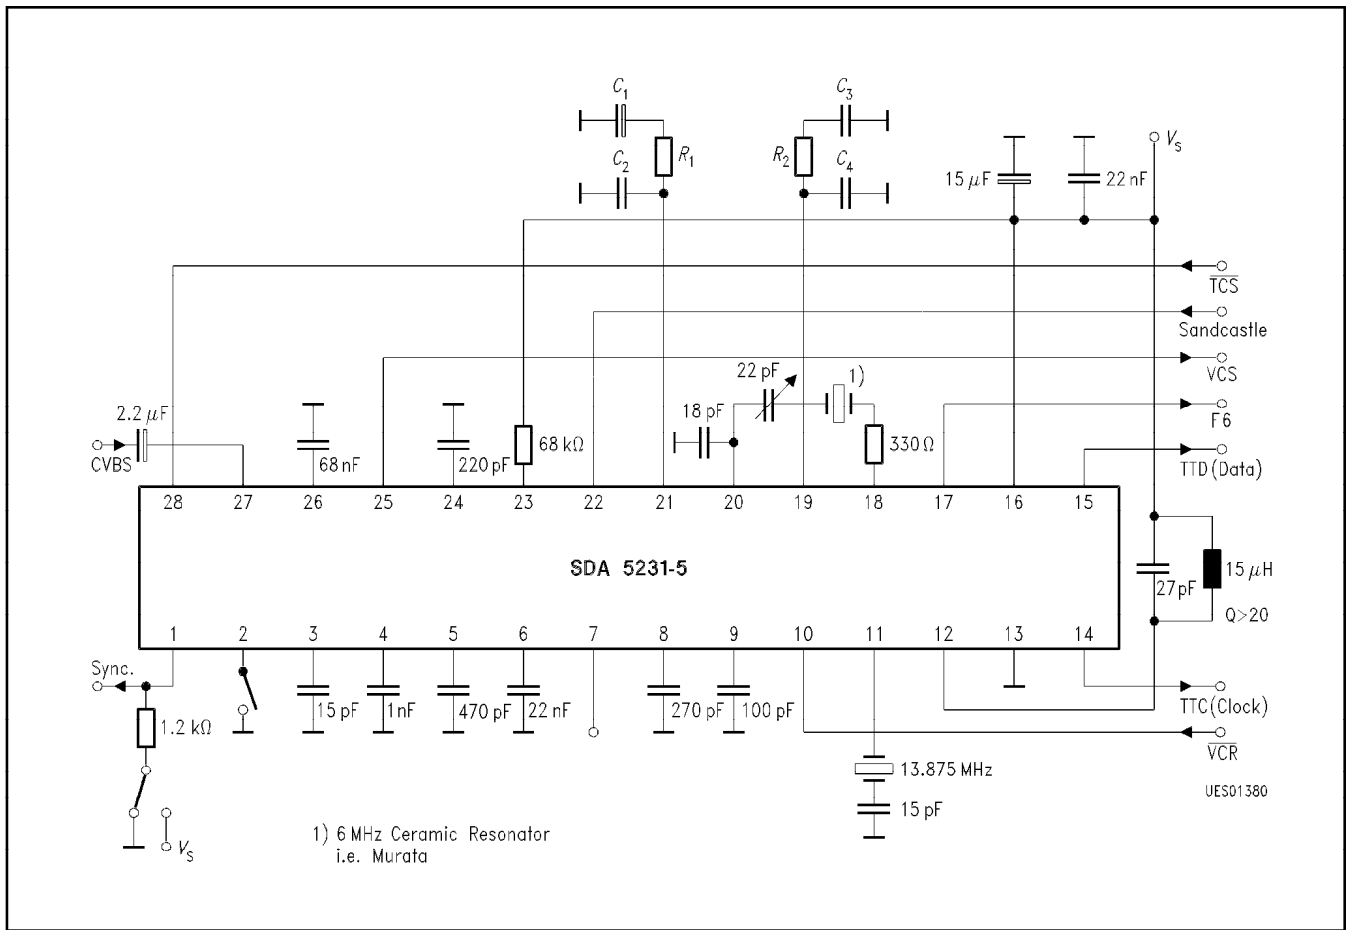 C1
C3
R1
R2
C2
C4
15 µF
22 nF
VS
TCS
Sandcastle
VCS
22 pF
1)
2.2 µF
18 pF
F6
CVBS
68 nF
220 pF
68 kΩ
330 Ω
TTD (Data)
28 27 26 25 24 23 22 21 20 19 18 17 16 15
SDA 5231-5
27 pF
15 µH
Q>20
1 2 3 4 5 6 7 8 9 10 11 12 13 14
Sync.
15 pF
1 nF
470 pF
22 nF
270 pF
100 pF
TTC (Clock)
1.2 kΩ
VCR
13.875 MHz
UES01380
15 pF
VS
1) 6 MHz Ceramic Resonator
i.e. Murata